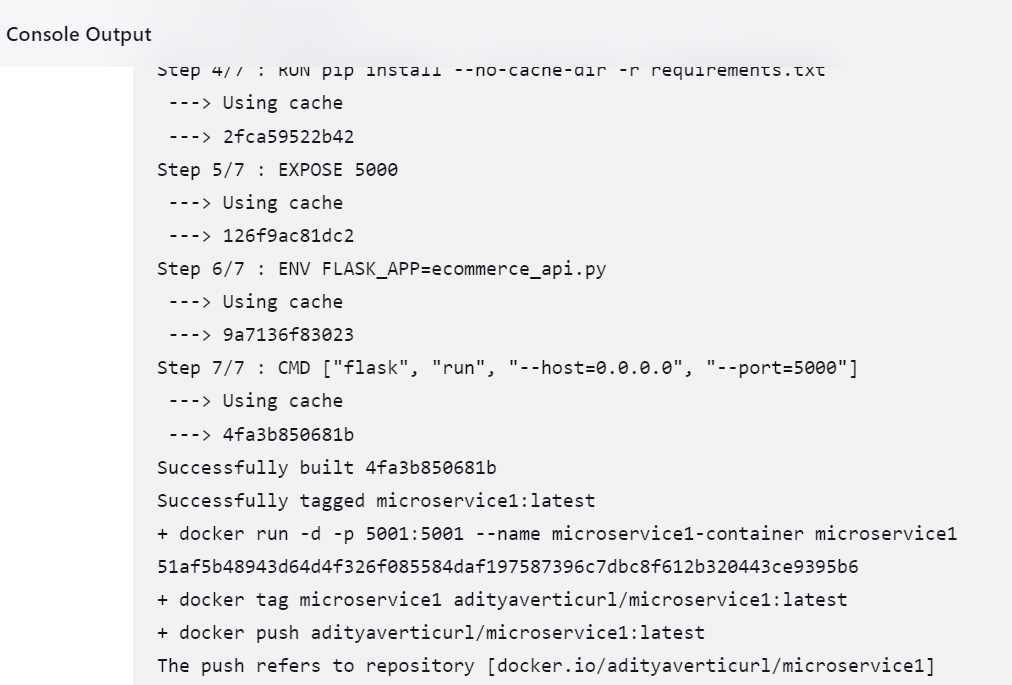 Console Output
Step 4/7 : RUN pip install --no-cache-dir -r requirements.txt
---> Using cache
---> 2fca59522b42
Step 5/7 : EXPOSE 5000
---> Using cache
---> 126f9ac81dc2
Step 6/7 : ENV FLASK_APP=ecommerce_api.py
---> Using cache
---> 9a7136f83023
Step 7/7 : CMD ["flask", "run", "--host=0.0.0.0", "--port=5000"]
---> Using cache
---> 4fa3b850681b
Successfully built 4fa3b850681b
Successfully tagged microservice1:latest
+ docker run -d -p 5001:5001 --name microservice1-container microservice1
51af5b48943d64d4f326f085584daf197587396c7dbc8f612b320443ce9395b6
+ docker tag microservice1 adityaverticurl/microservice1:latest
+ docker push adityaverticurl/microservice1:latest
The push refers to repository [docker.io/adityaverticurl/microservice1]